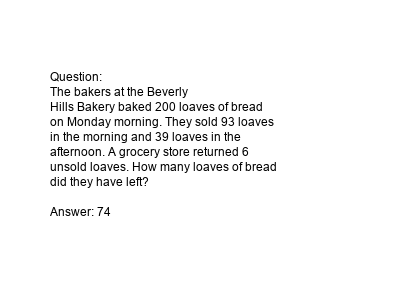 Question:
The bakers at the Beverly
Hills Bakery baked 200 loaves of bread
on Monday morning. They sold 93 loaves
in the morning and 39 loaves in the
afternoon. A grocery store returned 6
unsold loaves. How many loaves of bread
did they have left?
Answer: 74